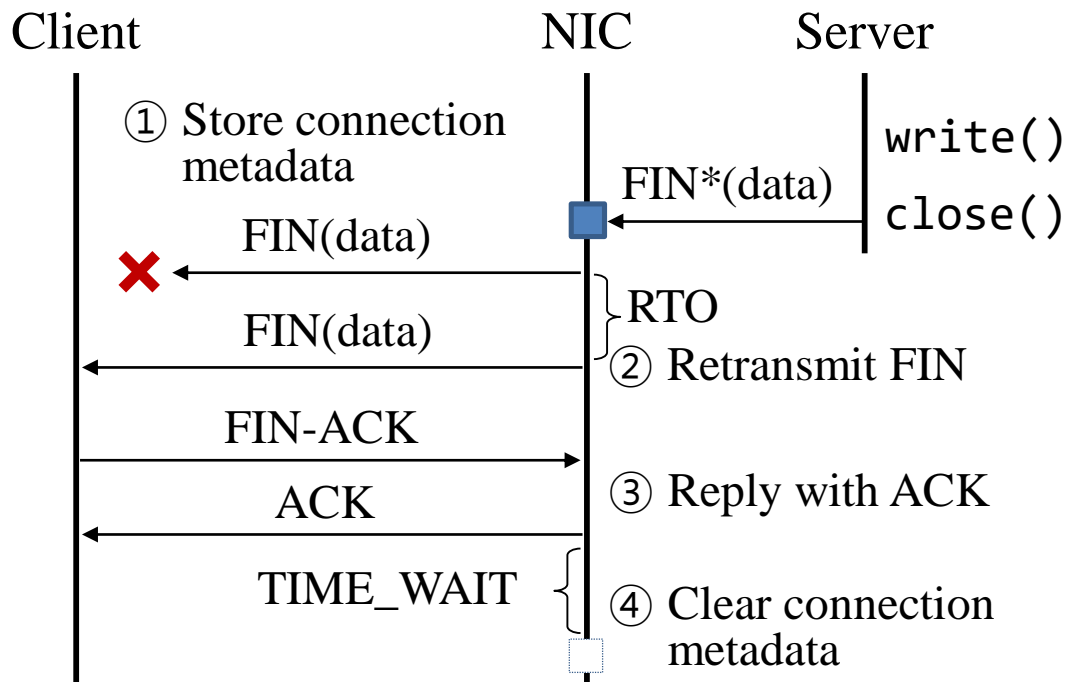 Client NIC Server
① Store connection
metadata
write()
FIN*(data)
close()
FIN(data)
RTO
FIN(data)
② Retransmit FIN
FIN-ACK
③ Reply with ACK
ACK
TIME_WAIT
④ Clear connection
metadata